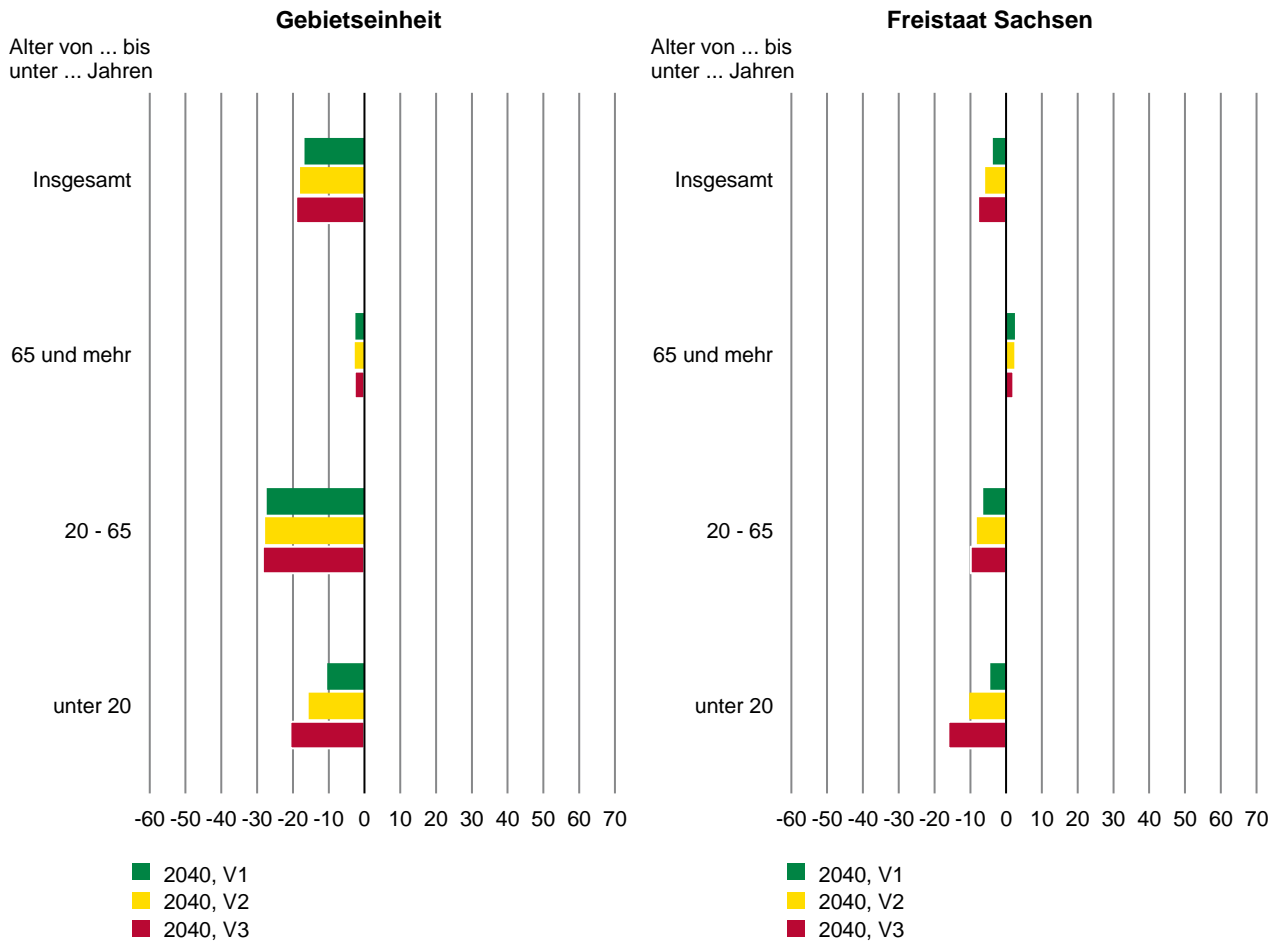 Gebietseinheit
Alter von ... bis
unter ... Jahren
Insgesamt
65 und mehr
20 - 65
unter 20
-60 -50 -40 -30 -20 -10 0 10 20 30 40 50 60 70
2040, V1
2040, V2
2040, V3
Freistaat Sachsen
Alter von ... bis
unter ... Jahren
Insgesamt
65 und mehr
20 - 65
unter 20
-60 -50 -40 -30 -20 -10 0 10 20 30 40 50 60 70
2040, V1
2040, V2
2040, V3